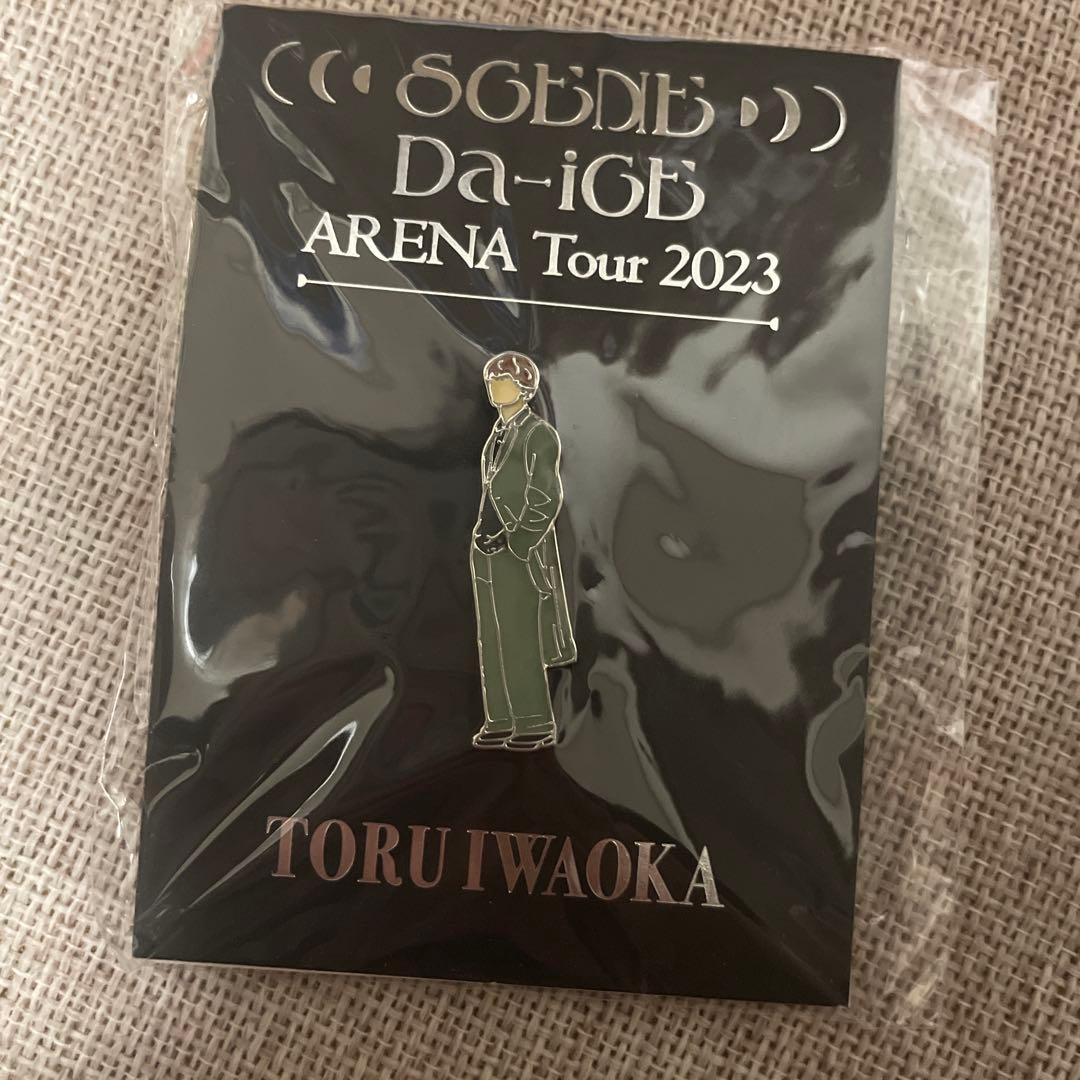 SCENE
Da-iCE
ARENA Tour 2023
TORU IWAOKA